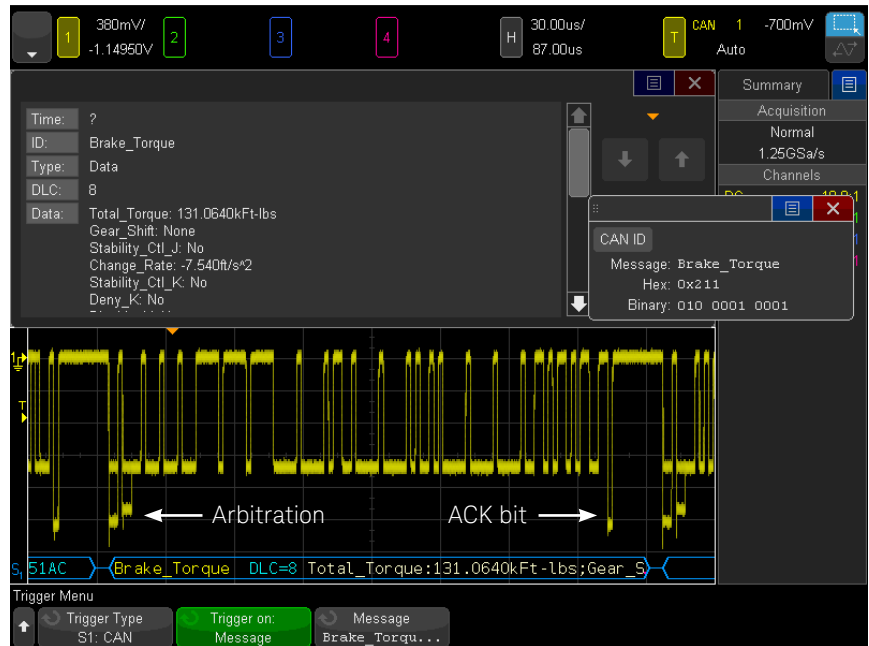 1 380mV/ 2 3 4 H 30.00us/ T CAN 1 -700mV
-1.14950V 87.00us Auto
Summary
Acquisition
Normal
1.25GSa/s
Channels
Time: ?
ID: Brake_Torque
Type: Data
DLC: 8
Data: Total_Torque: 131.0640kFt-lbs
Gear_Shift: None
Stability_Ctl_J: No
Change_Rate: -7.540ft/s^2
Stability_Ctl_K: No
Deny_K: No
CAN ID
Message: Brake_Torque
Hex: 0x211
Binary: 010 0001 0001
1
T
Arbitration ACK bit
S1 51AC Brake_Torque DLC=8 Total_Torque:131.0640kFt-lbs;Gear_S
Trigger Menu
Trigger Type Trigger on: Message
S1: CAN Message Brake_Torqu...